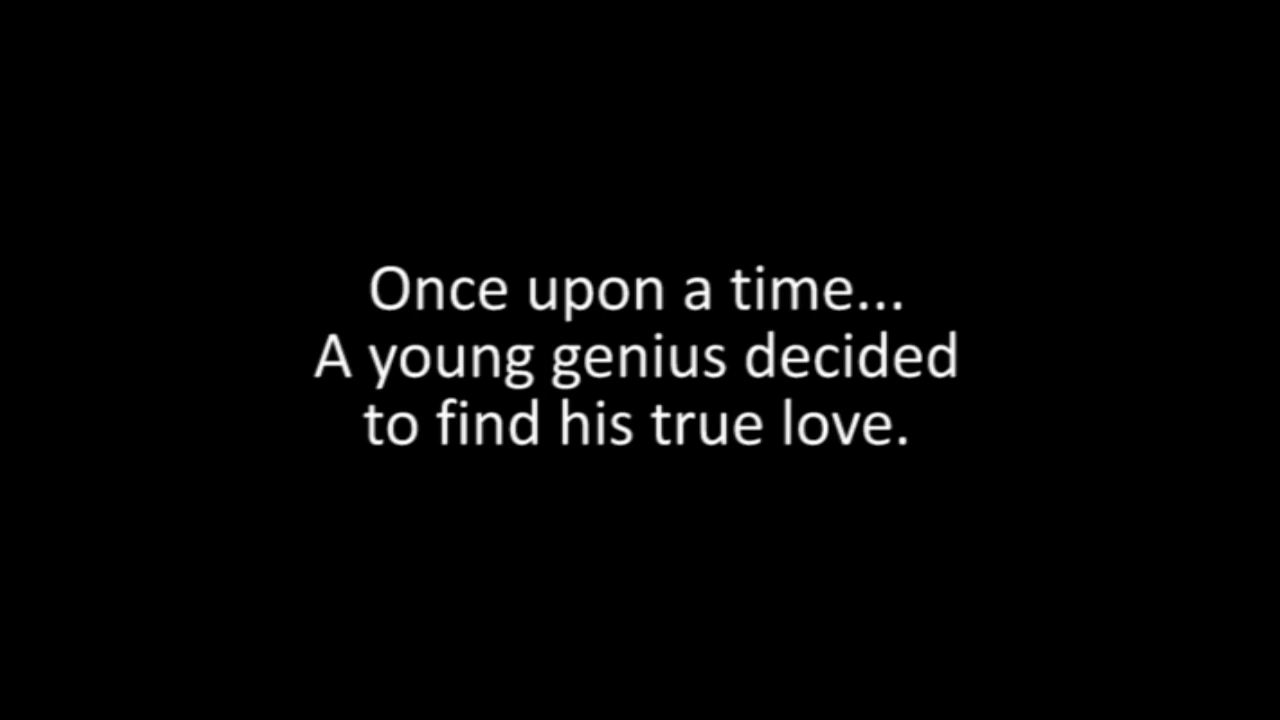 Once upon a time...
A young genius decided
to find his true love.